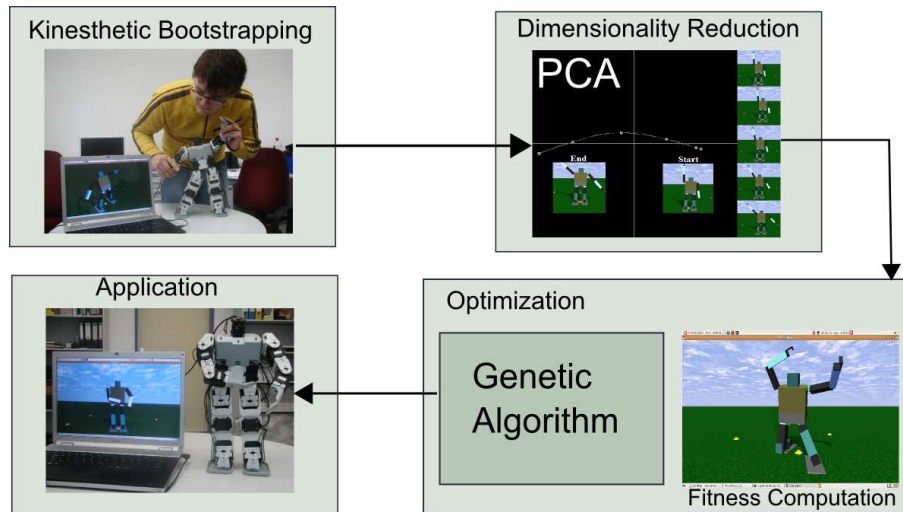 Kinesthetic Bootstrapping
Dimensionality Reduction
PCA
End
Start
Optimization
Genetic
Algorithm
Fitness Computation
Application